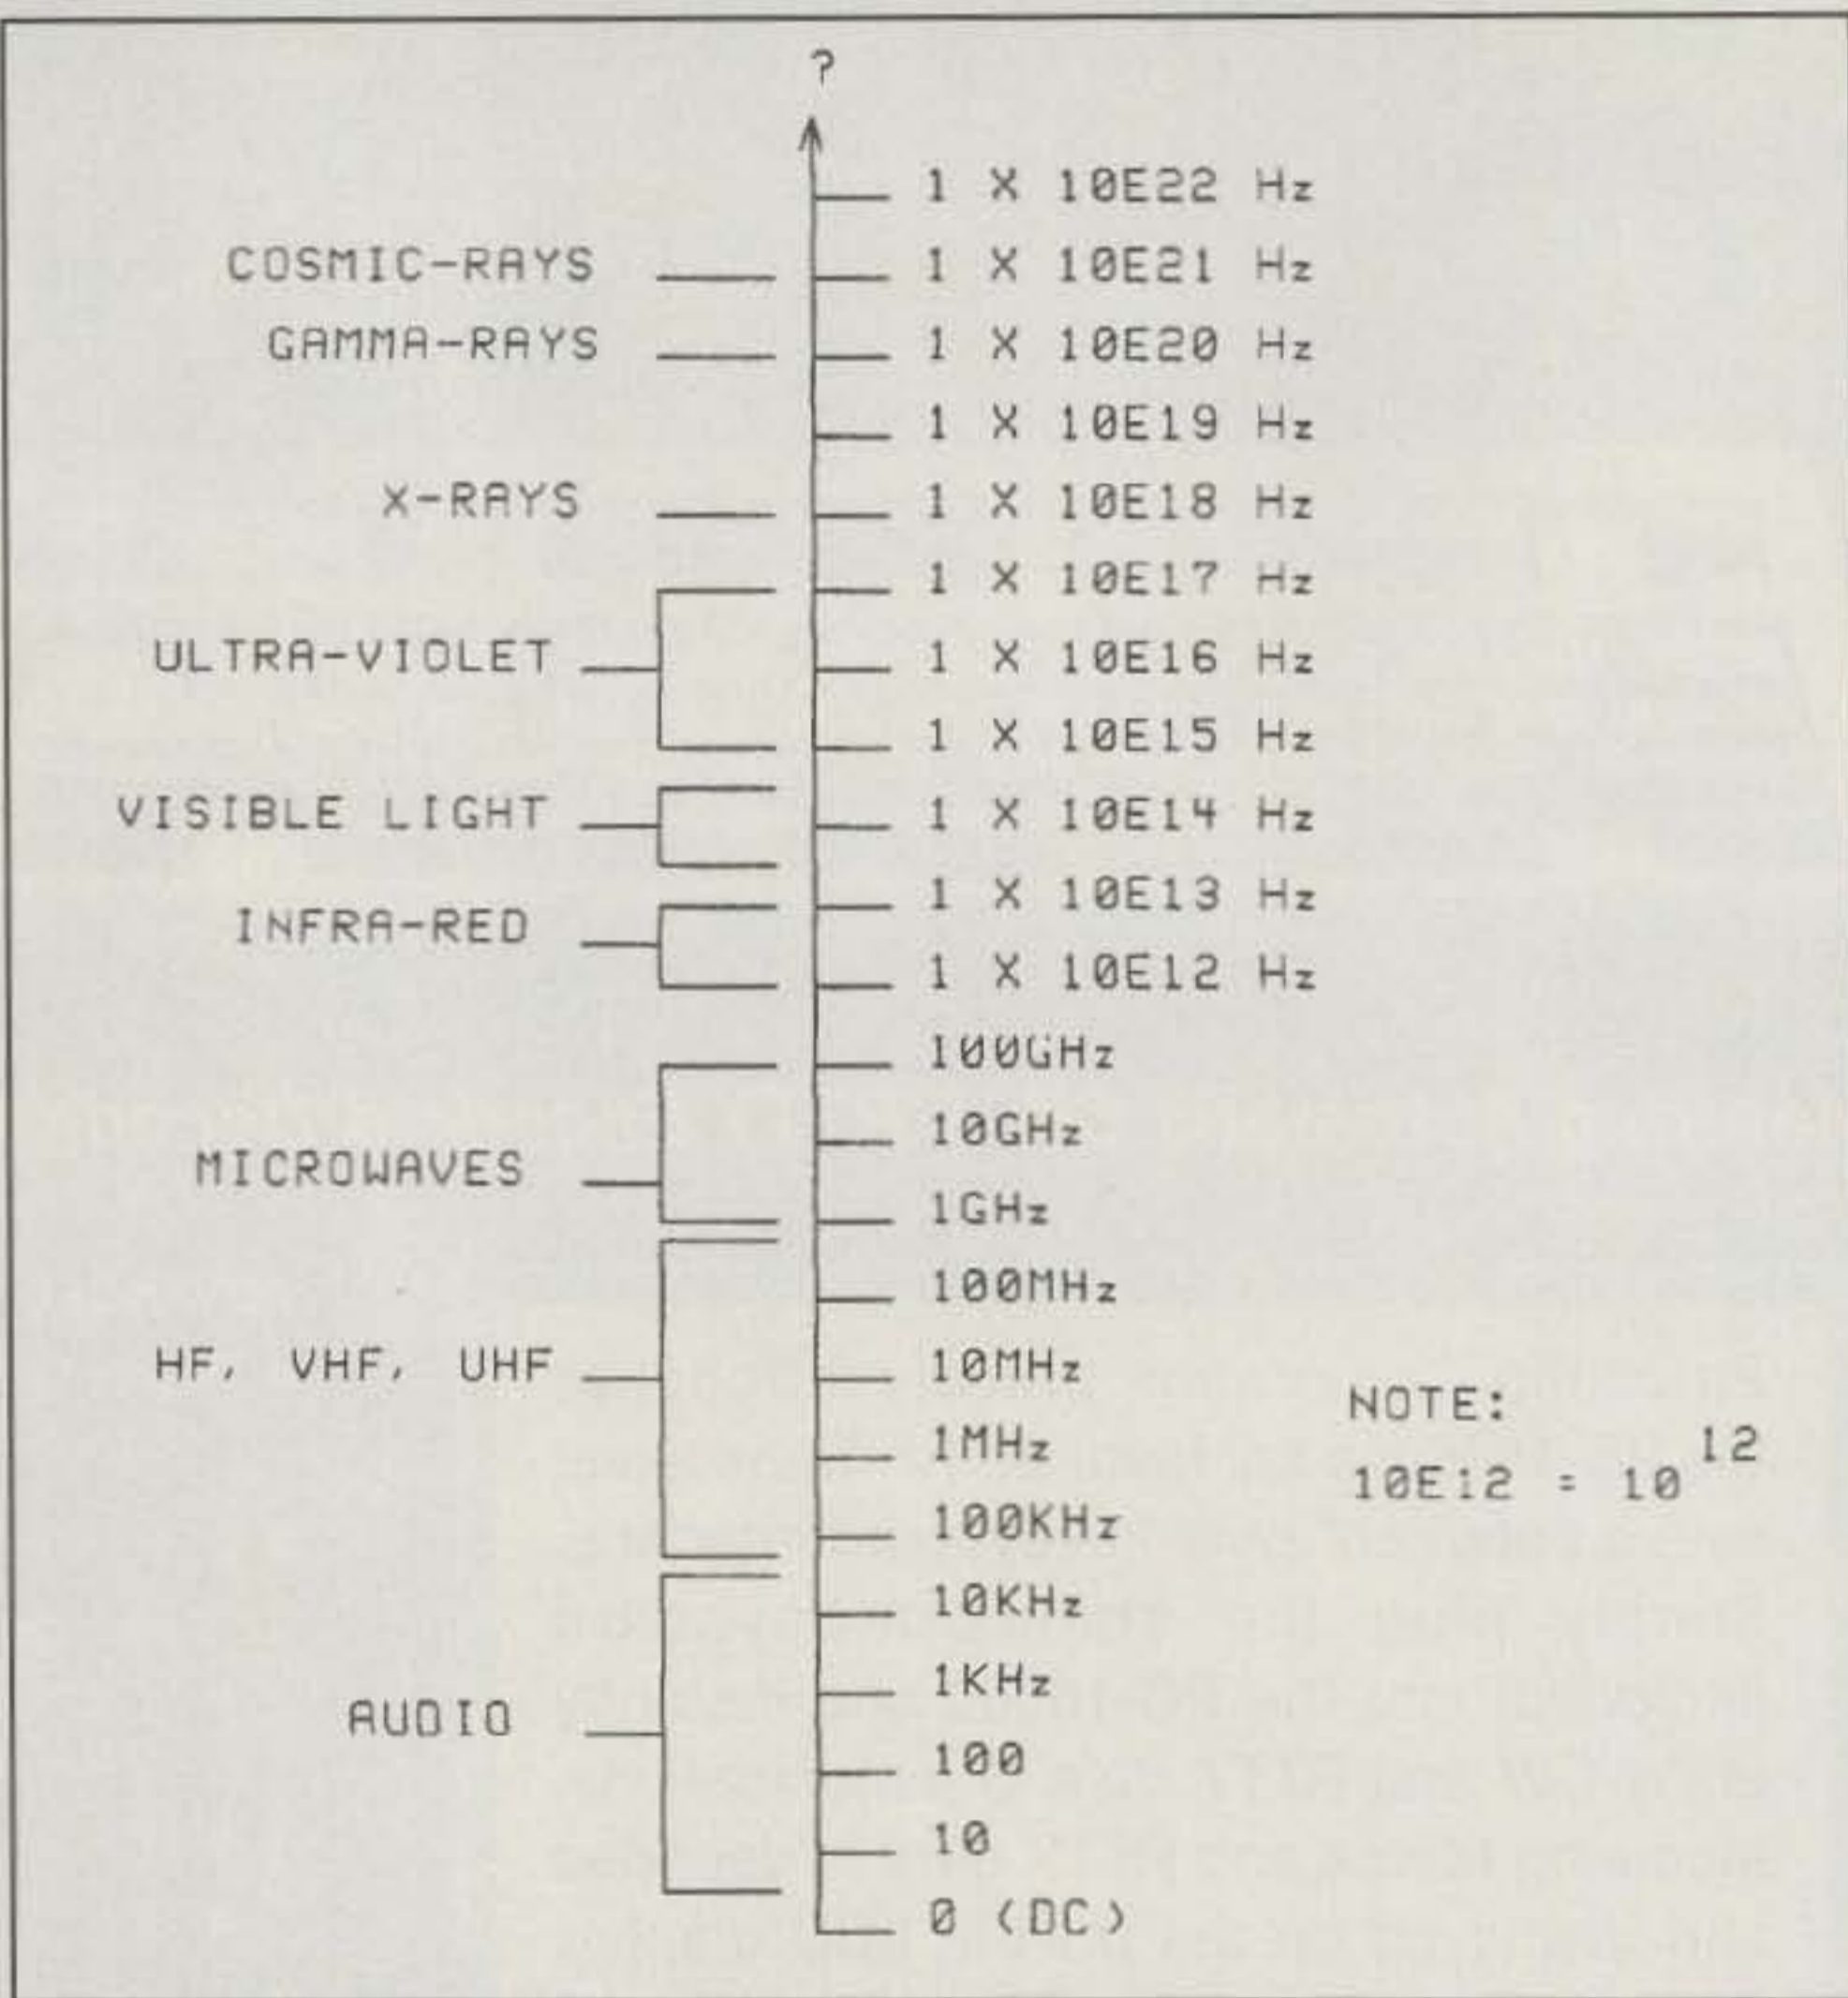 ?
1 X 10E22 Hz
COSMIC-RAYS 1 X 10E21 Hz
GAMMA-RAYS 1 X 10E20 Hz
1 X 10E19 Hz
X-RAYS 1 X 10E18 Hz
1 X 10E17 Hz
ULTRA-VIOLET 1 X 10E16 Hz
1 X 10E15 Hz
VISIBLE LIGHT 1 X 10E14 Hz
1 X 10E13 Hz
INFRA-RED
1 X 10E12 Hz
100GHz
10GHz
MICROWAVES
1GHz
100MHz
HF, VHF, UHF 10MHz
1MHz
100KHz
10KHz
1KHz
AUDIO
100
10
0 (DC)
NOTE:
10E12 = 10¹²